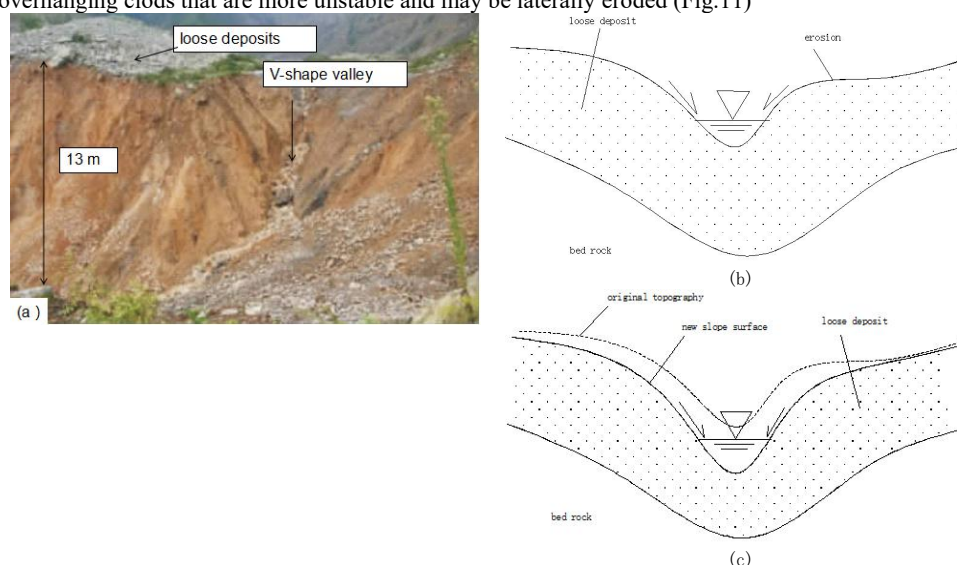 overhanging clods that are more unstable and may be laterally eroded (Fig.11)
loose deposits
V-shape valley
13 m
(a )
loose deposit
erosion
bed rock
(b)
original topography
new slope surface
loose deposit
bed rock
(c)